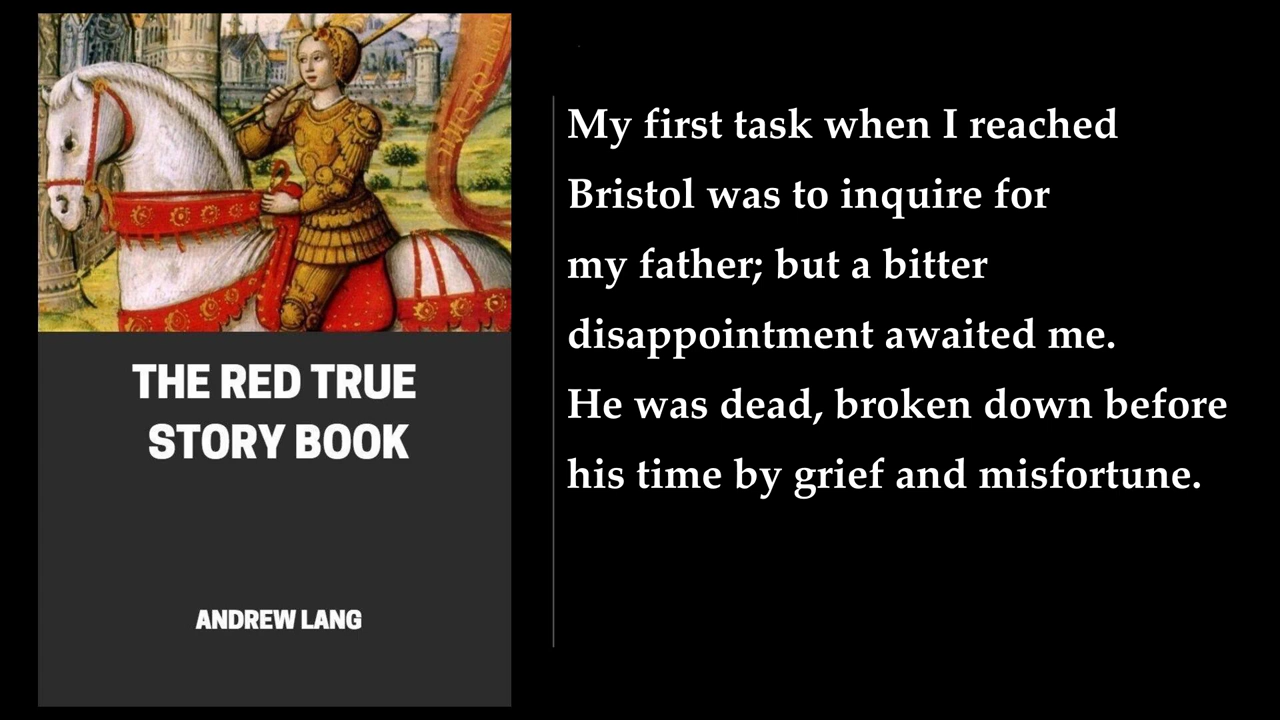 THE RED TRUE
STORY BOOK
ANDREW LANG
My first task when I reached
Bristol was to inquire for
my father; but a bitter
disappointment awaited me.
He was dead, broken down before
his time by grief and misfortune.